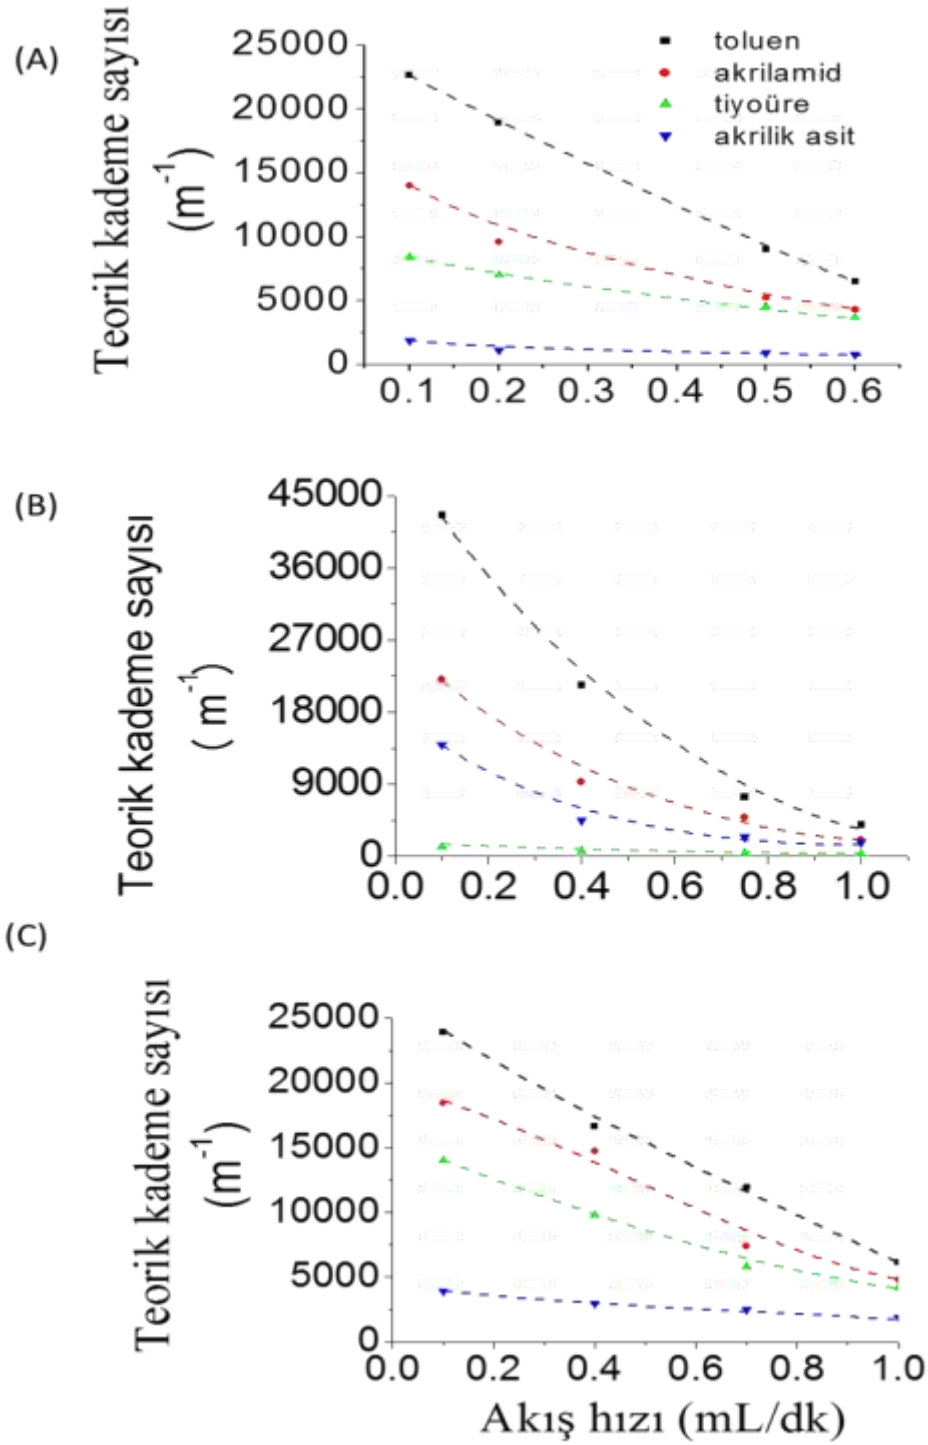 (A)
Teorik kademe sayısı
(m⁻¹)
25000
20000
15000
10000
5000
0
0.1 0.2 0.3 0.4 0.5 0.6
toluen
akrilamid
tiyoüre
akrilik asit
(B)
Teorik kademe sayısı
( m⁻¹)
45000
36000
27000
18000
9000
0
0.0 0.2 0.4 0.6 0.8 1.0
(C)
Teorik kademe sayısı
(m⁻¹)
25000
20000
15000
10000
5000
0
0.0 0.2 0.4 0.6 0.8 1.0
Akış hızı (mL/dk)